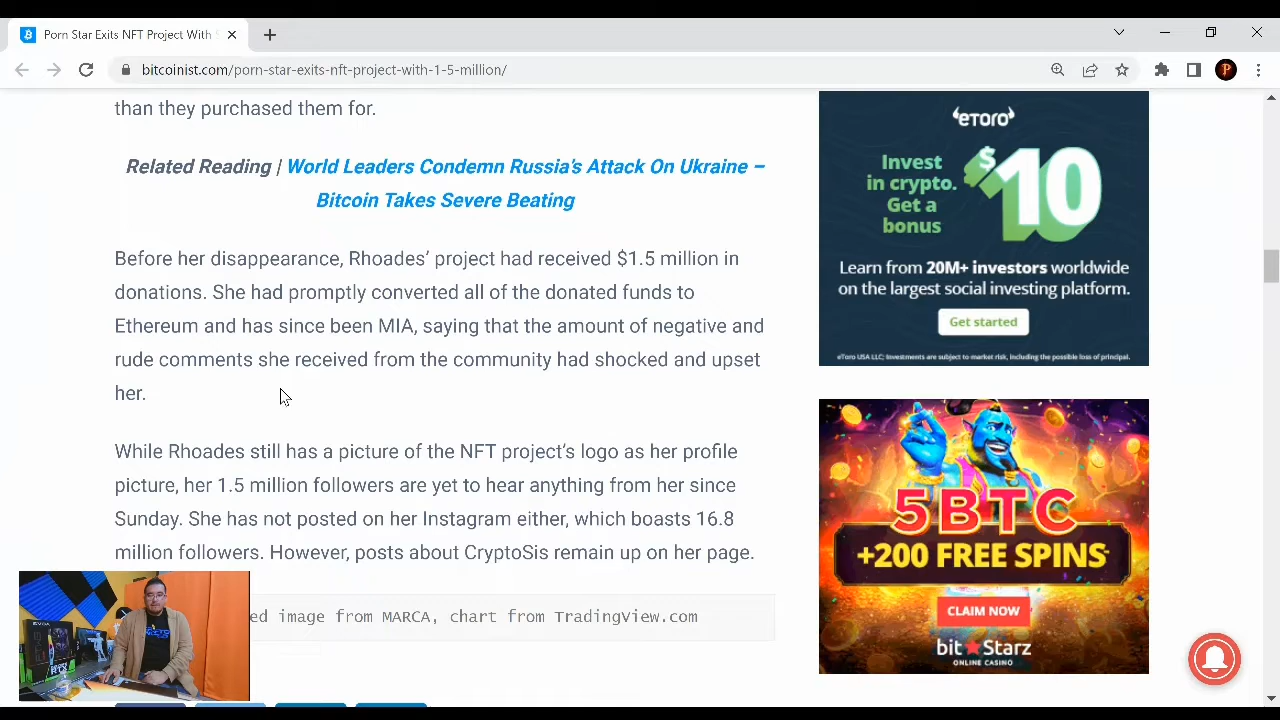 Porn Star Exits NFT Project With
bitcoinist.com/porn-star-exits-nft-project-with-1-5-million/
P
than they purchased them for.
Related Reading | World Leaders Condemn Russia's Attack On Ukraine –
Bitcoin Takes Severe Beating
Before her disappearance, Rhoades' project had received $1.5 million in
donations. She had promptly converted all of the donated funds to
Ethereum and has since been MIA, saying that the amount of negative and
rude comments she received from the community had shocked and upset
her.
While Rhoades still has a picture of the NFT project's logo as her profile
picture, her 1.5 million followers are yet to hear anything from her since
Sunday. She has not posted on her Instagram either, which boasts 16.8
million followers. However, posts about CryptoSis remain up on her page.
ed image from MARCA, chart from TradingView.com
eToro
Invest
in crypto.
Get a
bonus
$10
Learn from 20M+ investors worldwide
on the largest social investing platform.
Get started
eToro USA LLC; Investments are subject to market risk, including the possible loss of principal.
5BTC
+200 FREE SPINS
CLAIM NOW
bitStarz
ONLINE CASINO